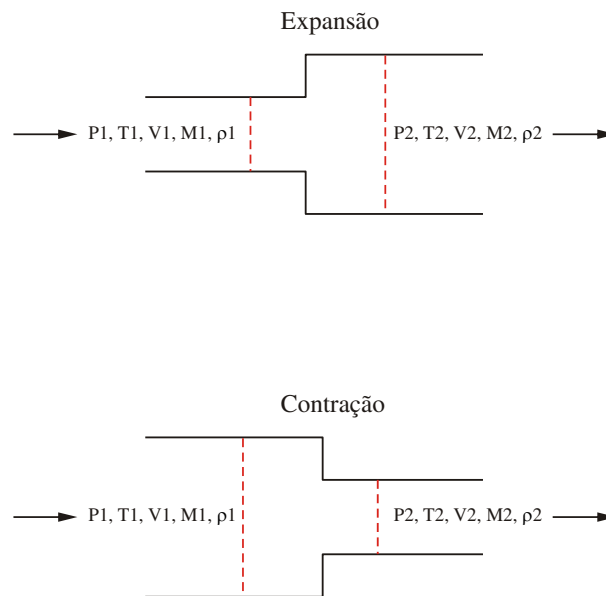 Expansão
P1, T1, V1, M1, ρ1 P2, T2, V2, M2, ρ2
Contração
P1, T1, V1, M1, ρ1 P2, T2, V2, M2, ρ2